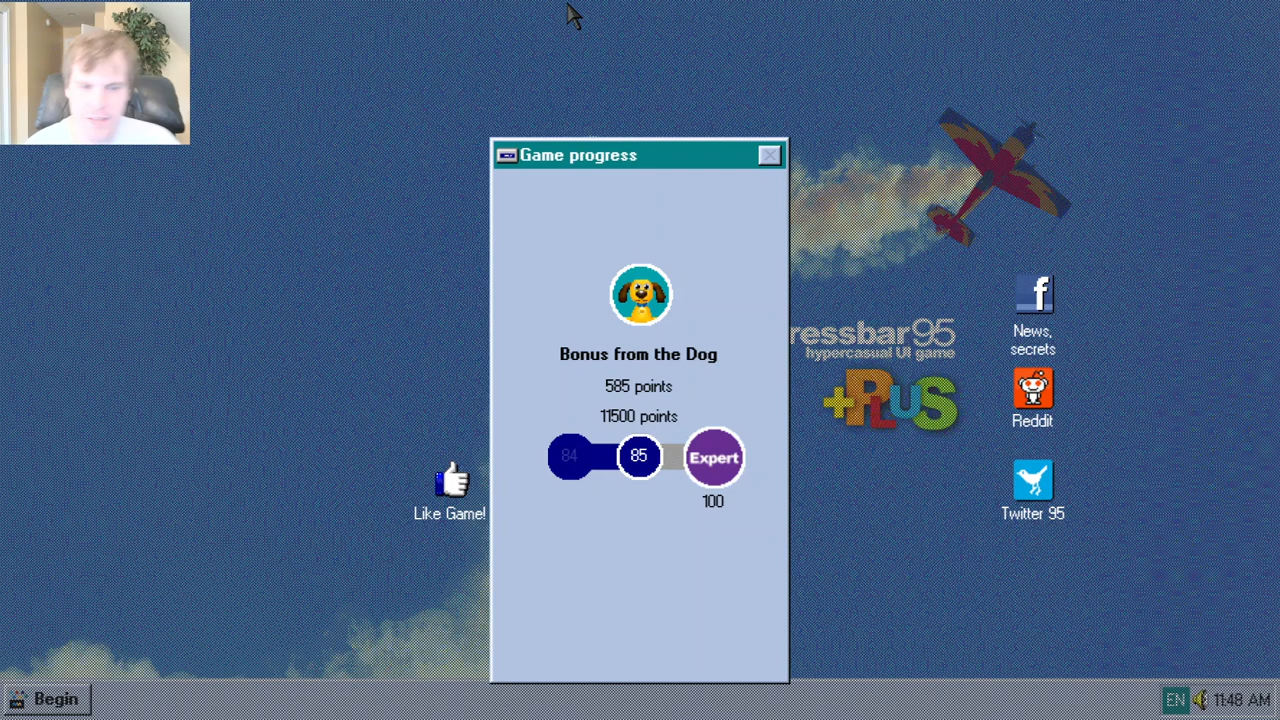 Game progress
Bonus from the Dog
585 points
11500 points
84
85
Expert
100
ressbar95
hypercasual UI game
+PLUS
f
News,
secrets
Reddit
Like Game!
Twitter 95
Begin
EN
11:48 AM